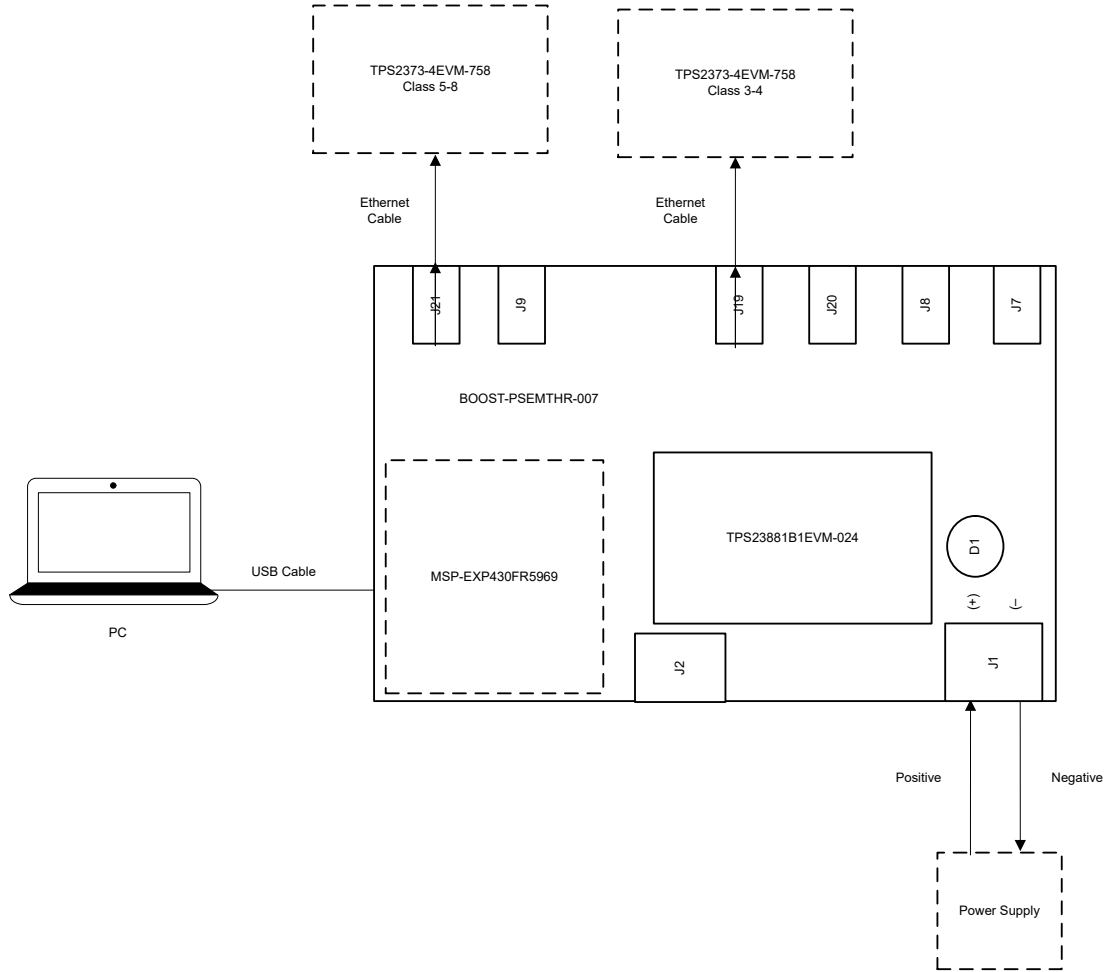 TPS2373-4EVM-758
Class 5-8
TPS2373-4EVM-758
Class 3-4
Ethernet
Cable
Ethernet
Cable
J21
J9
J19
J20
J8
J7
BOOST-PSEMTHR-007
TPS23881B1EVM-024
D1
MSP-EXP430FR5969
USB Cable
PC
(+)
(–
J2
J1
Positive
Negative
Power Supply